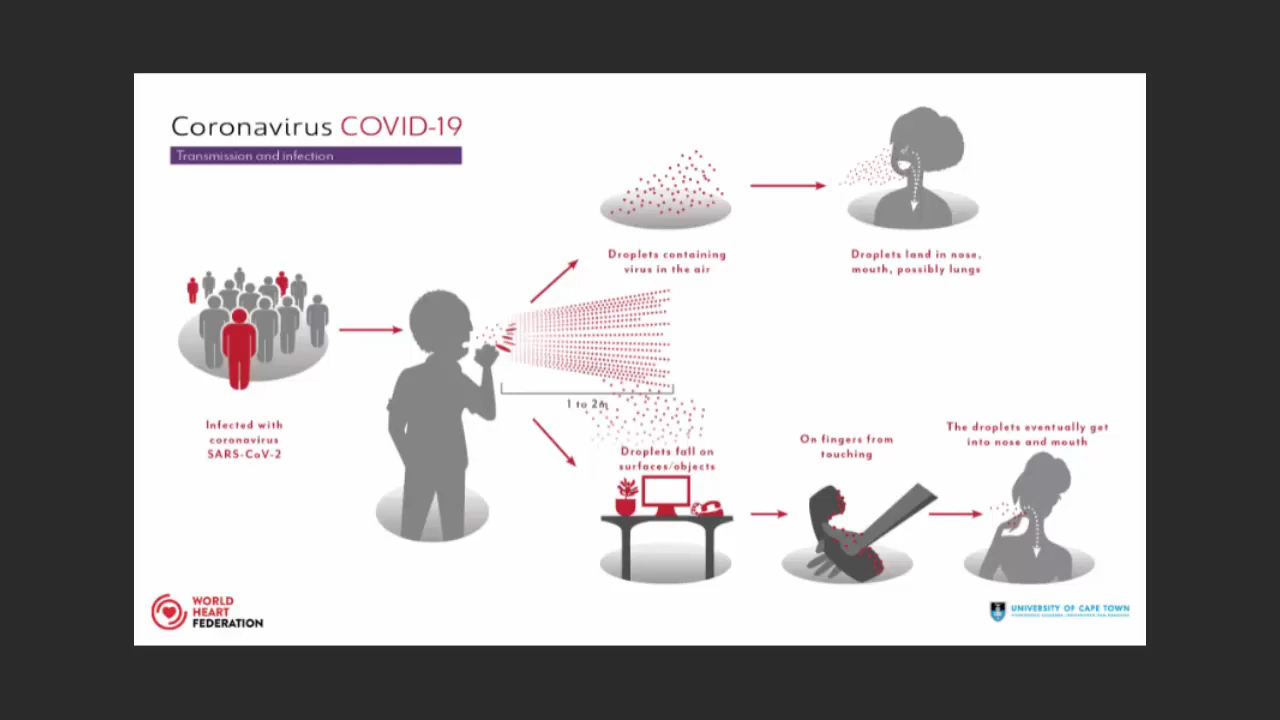 Coronavirus COVID-19
Transmission and infection
Droplets containing
virus in the air
Droplets land in nose,
mouth, possibly lungs
Infected with
coronavirus
SARS-CoV-2
1 to 2m
Droplets fall on
surfaces/objects
On fingers from
touching
The droplets eventually get
into nose and mouth
WORLD
HEART
FEDERATION
UNIVERSITY OF CAPE TOWN